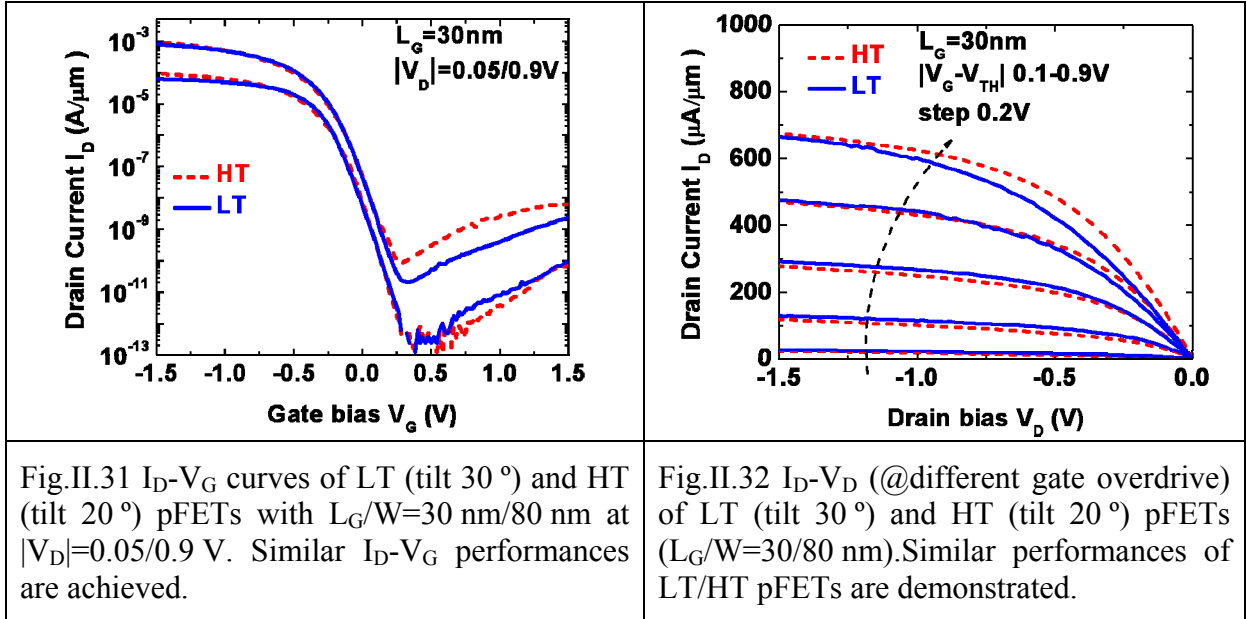 Drain Current I_D (A/μm)
10⁻³
10⁻⁵
10⁻⁷
10⁻⁹
10⁻¹¹
10⁻¹³
L_G=30nm
|V_D|=0.05/0.9V
HT
LT
-1.5 -1.0 -0.5 0.0 0.5 1.0 1.5
Gate bias V_G (V)
Drain Current I_D (μA/μm)
1000
800
600
400
200
0
HT
LT
L_G=30nm
|V_G-V_TH| 0.1-0.9V
step 0.2V
-1.5 -1.0 -0.5 0.0
Drain bias V_D (V)
Fig.II.31 I_D-V_G curves of LT (tilt 30 º) and HT
(tilt 20 º) pFETs with L_G/W=30 nm/80 nm at
|V_D|=0.05/0.9 V. Similar I_D-V_G performances
are achieved.
Fig.II.32 I_D-V_D (@different gate overdrive)
of LT (tilt 30 º) and HT (tilt 20 º) pFETs
(L_G/W=30/80 nm).Similar performances of
LT/HT pFETs are demonstrated.